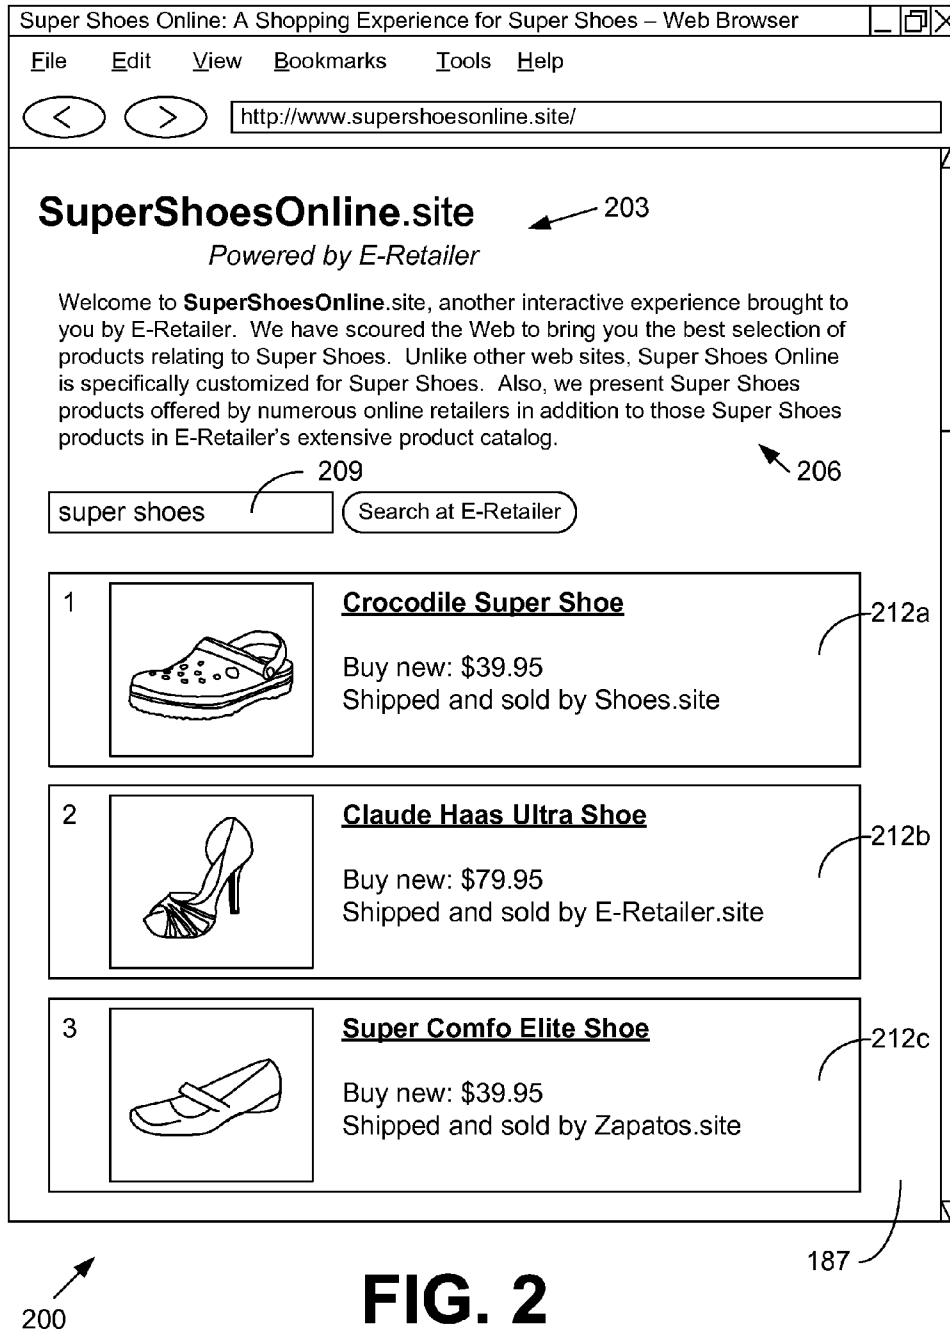 Super Shoes Online: A Shopping Experience for Super Shoes – Web Browser
File Edit View Bookmarks Tools Help
< > http://www.supershoesonline.site/
SuperShoesOnline.site
203
Powered by E-Retailer
Welcome to SuperShoesOnline.site, another interactive experience brought to
you by E-Retailer. We have scoured the Web to bring you the best selection of
products relating to Super Shoes. Unlike other web sites, Super Shoes Online
is specifically customized for Super Shoes. Also, we present Super Shoes
products offered by numerous online retailers in addition to those Super Shoes
products in E-Retailer's extensive product catalog.
206
209
super shoes Search at E-Retailer
1 Crocodile Super Shoe
212a
Buy new: $39.95
Shipped and sold by Shoes.site
2 Claude Haas Ultra Shoe
212b
Buy new: $79.95
Shipped and sold by E-Retailer.site
3 Super Comfo Elite Shoe
212c
Buy new: $39.95
Shipped and sold by Zapatos.site
187
200
FIG. 2